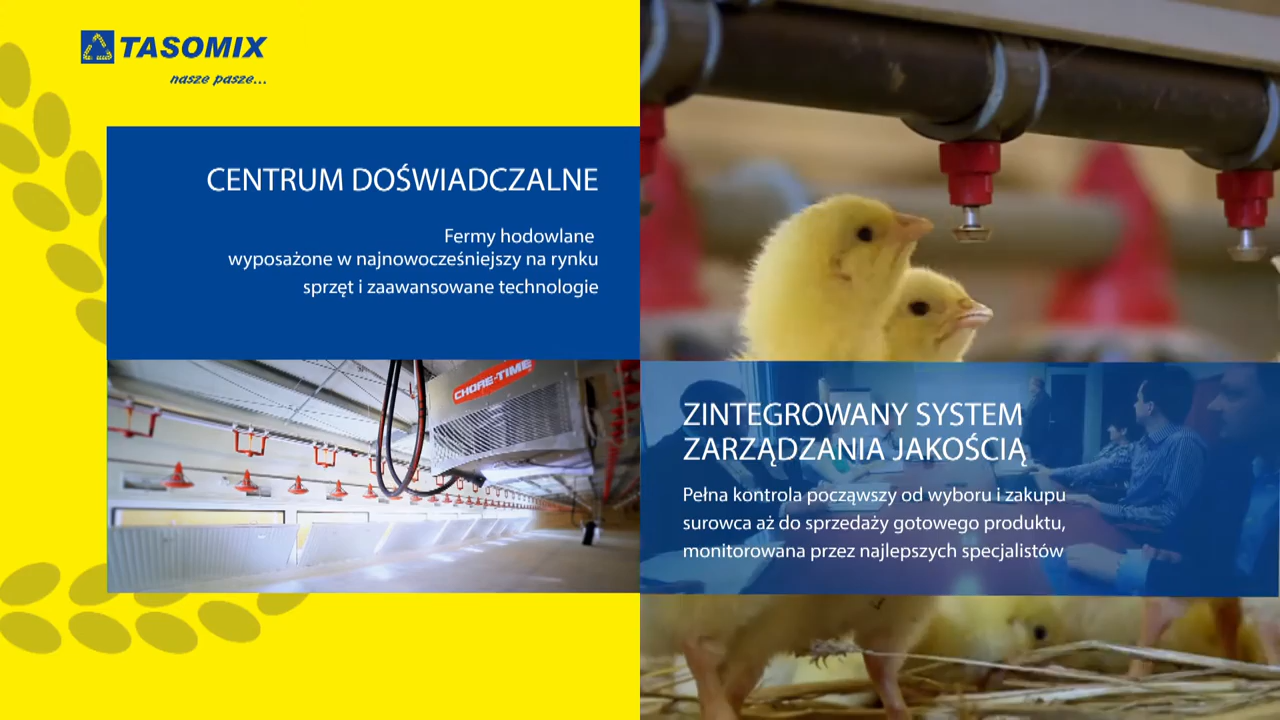 TASOMIX
nasze pasze...
CENTRUM DOŚWIADCZALNE
Fermy hodowlane
wyposażone w najnowocześniejszy na rynku
sprzęt i zaawansowane technologie
CHORE-TIME
ZINTEGROWANY SYSTEM
ZARZĄDZANIA JAKOŚCIĄ
Pełna kontrola począwszy od wyboru i zakupu
surowca aż do sprzedaży gotowego produktu,
monitorowana przez najlepszych specjalistów